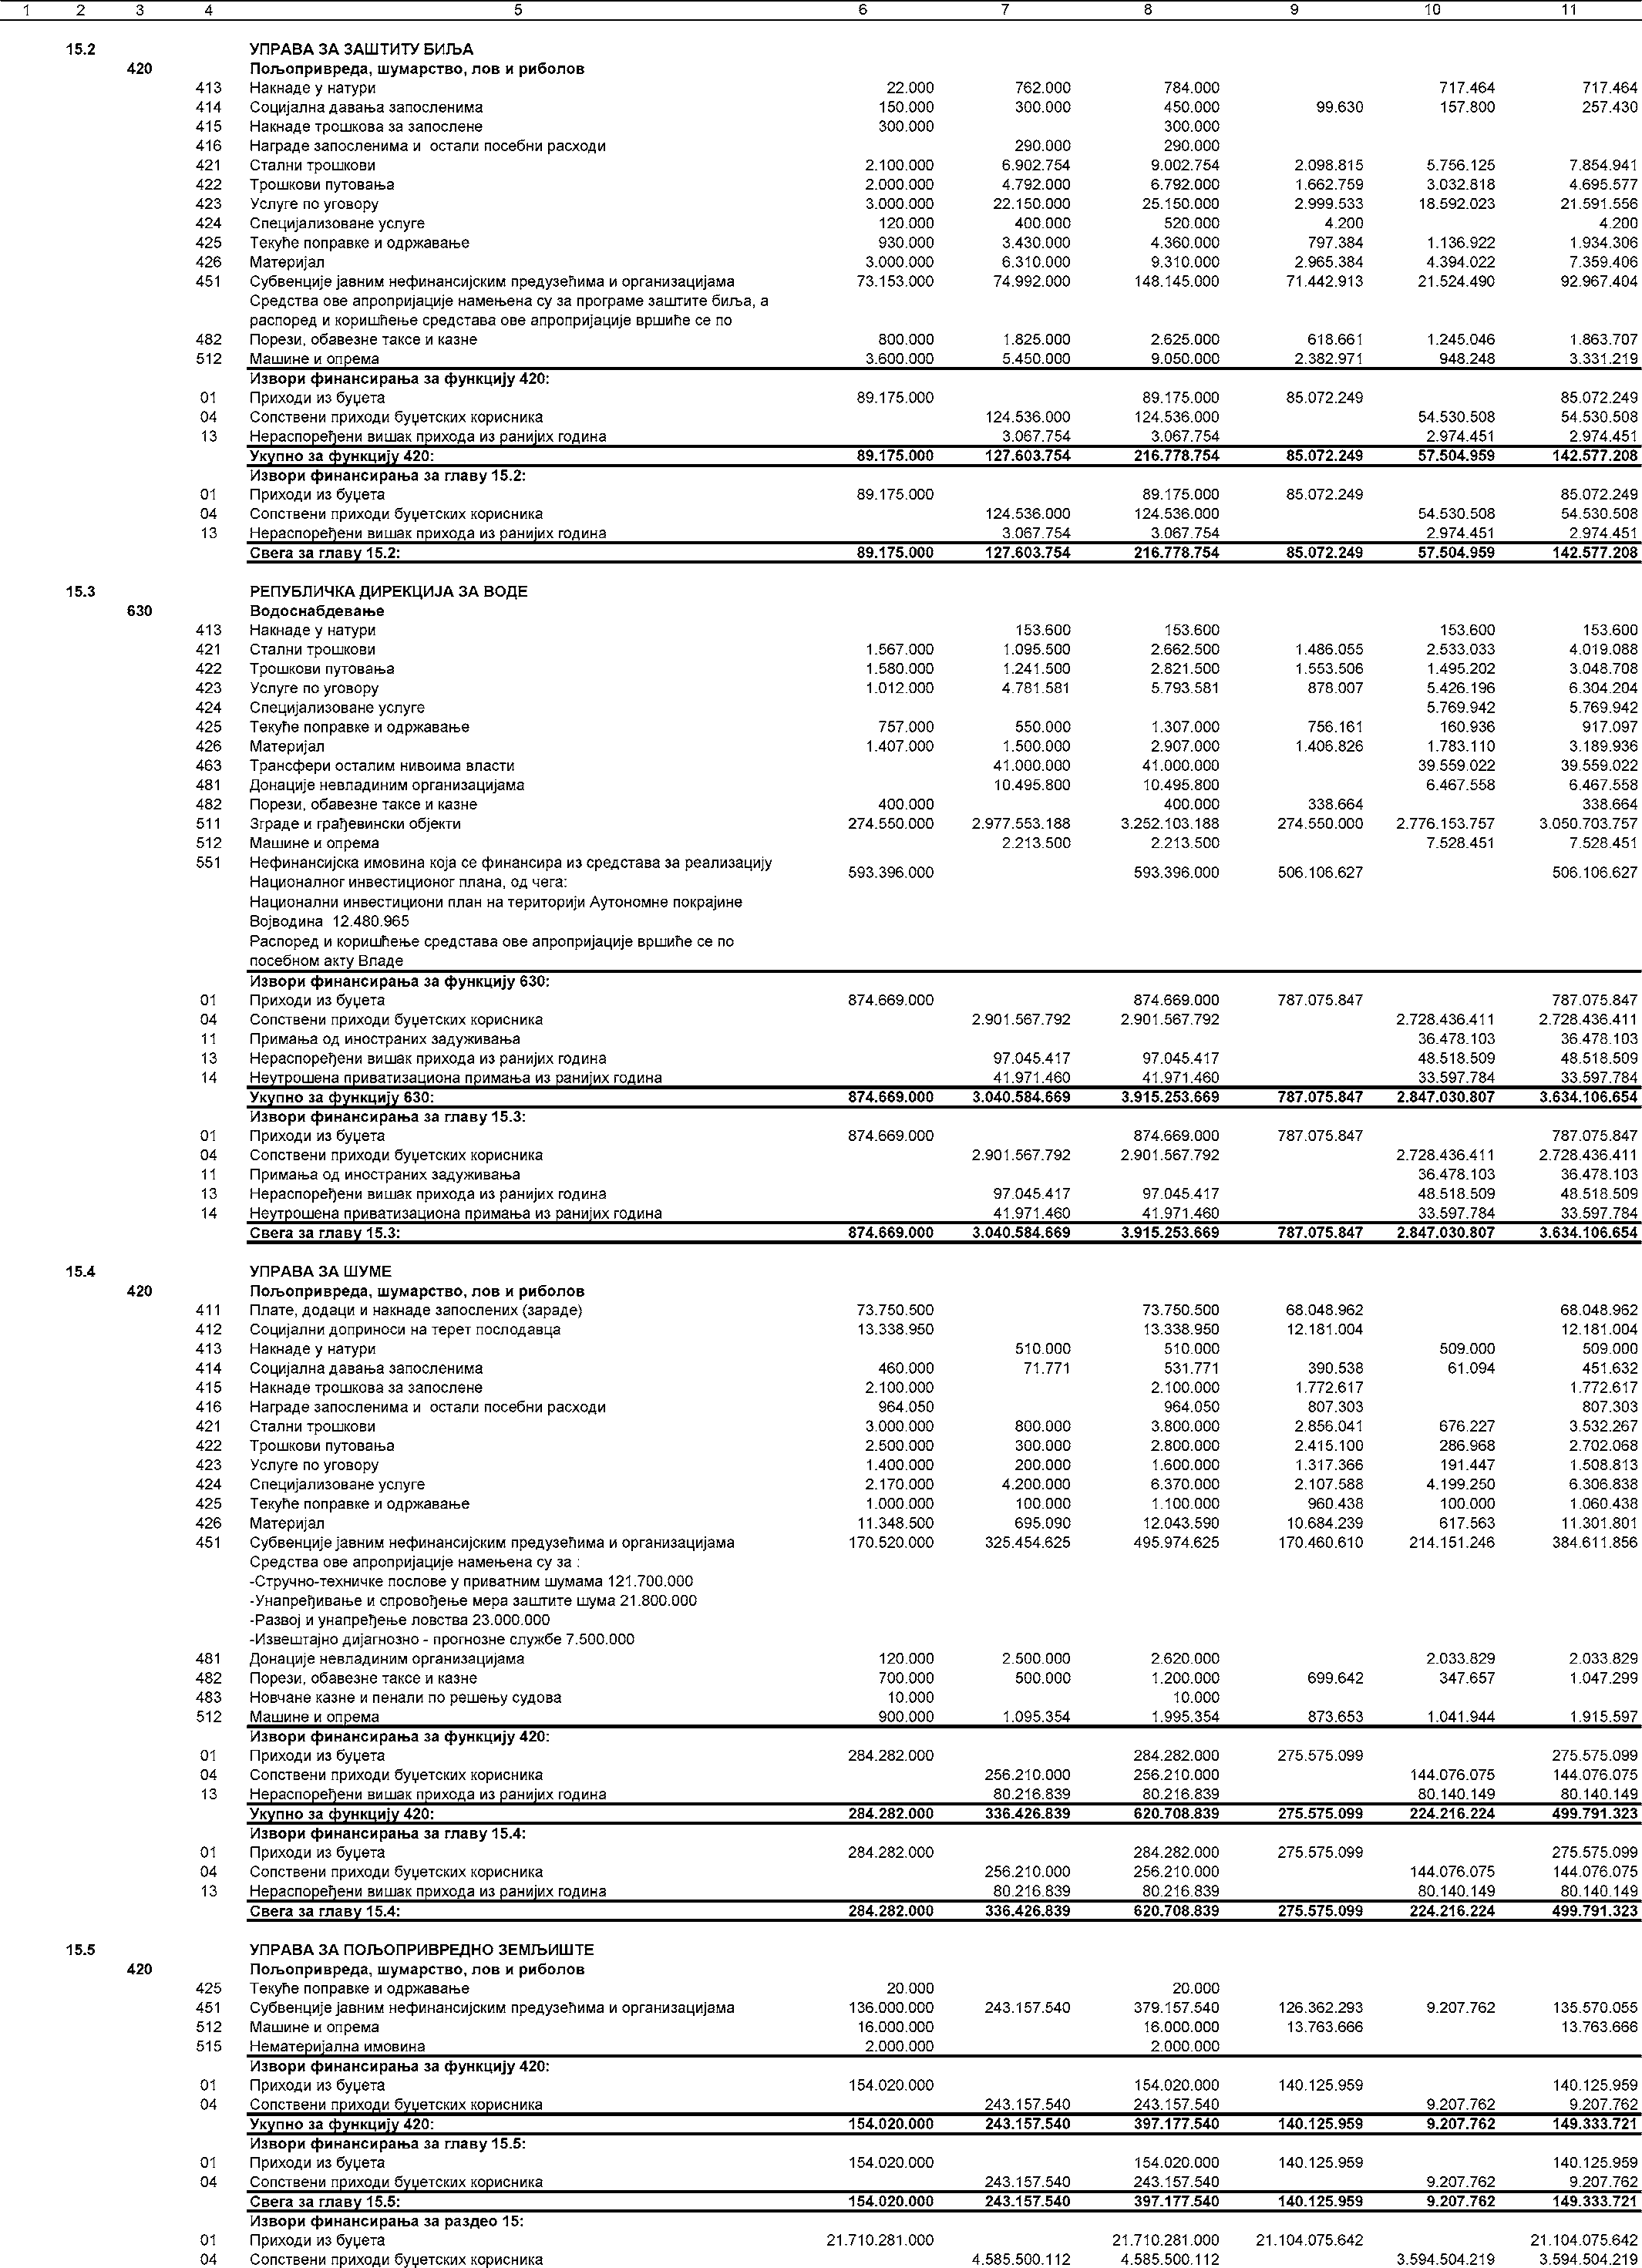 1 2 3 4 5 6 7 8 9 10 11
15.2 УПРАВА ЗА ЗАШТИТУ БИЉА
420 Пољопривреда, шумарство, лов и риболов
413 Накнаде у натури 22.000 762.000 784.000 717.464 717.464
414 Социјална давања запосленима 150.000 300.000 450.000 99.630 157.800 257.430
415 Накнаде трошкова за запослене 300.000 300.000
416 Награде запосленима и остали посебни расходи 290.000 290.000
421 Стални трошкови 2.100.000 6.902.754 9.002.754 2.098.815 5.756.125 7.854.941
422 Трошкови путовања 2.000.000 4.792.000 6.792.000 1.662.759 3.032.818 4.695.577
423 Услуге по уговору 3.000.000 22.150.000 25.150.000 2.999.533 18.592.023 21.591.556
424 Специјализоване услуге 120.000 400.000 520.000 4.200 4.200
425 Текуће поправке и одржавање 930.000 3.430.000 4.360.000 797.384 1.136.922 1.934.306
426 Материјал 3.000.000 6.310.000 9.310.000 2.965.384 4.394.022 7.359.406
451 Субвенције јавним нефинансијским предузећима и организацијама 73.153.000 74.992.000 148.145.000 71.442.913 21.524.490 92.967.404
Средства ове апропријације намењена су за програме заштите биља, а
распоред и коришћење средстава ове апропријације вршиће се по
482 Порези, обавезне таксе и казне 800.000 1.825.000 2.625.000 618.661 1.245.046 1.863.707
512 Машине и опрема 3.600.000 5.450.000 9.050.000 2.382.971 948.248 3.331.219
Извори финансирања за функцију 420:
01 Приходи из буџета 89.175.000 89.175.000 85.072.249 85.072.249
04 Сопствени приходи буџетских корисника 124.536.000 124.536.000 54.530.508 54.530.508
13 Нераспоређени вишак прихода из ранијих година 3.067.754 3.067.754 2.974.451 2.974.451
Укупно за функцију 420: 89.175.000 127.603.754 216.778.754 85.072.249 57.504.959 142.577.208
Извори финансирања за главу 15.2:
01 Приходи из буџета 89.175.000 89.175.000 85.072.249 85.072.249
04 Сопствени приходи буџетских корисника 124.536.000 124.536.000 54.530.508 54.530.508
13 Нераспоређени вишак прихода из ранијих година 3.067.754 3.067.754 2.974.451 2.974.451
Свега за главу 15.2: 89.175.000 127.603.754 216.778.754 85.072.249 57.504.959 142.577.208
15.3 РЕПУБЛИЧКА ДИРЕКЦИЈА ЗА ВОДЕ
630 Водоснабдевање
413 Накнаде у натури 153.600 153.600 153.600 153.600
421 Стални трошкови 1.567.000 1.095.500 2.662.500 1.486.055 2.533.033 4.019.088
422 Трошкови путовања 1.580.000 1.241.500 2.821.500 1.553.506 1.495.202 3.048.708
423 Услуге по уговору 1.012.000 4.781.581 5.793.581 878.007 5.426.196 6.304.204
424 Специјализоване услуге 5.769.942 5.769.942
425 Текуће поправке и одржавање 757.000 550.000 1.307.000 756.161 160.936 917.097
426 Материјал 1.407.000 1.500.000 2.907.000 1.406.826 1.783.110 3.189.936
463 Трансфери осталим нивоима власти 41.000.000 41.000.000 39.559.022 39.559.022
481 Донације невладиним организацијама 10.495.800 10.495.800 6.467.558 6.467.558
482 Порези, обавезне таксе и казне 400.000 400.000 338.664 338.664
511 Зграде и грађевински објекти 274.550.000 2.977.553.188 3.252.103.188 274.550.000 2.776.153.757 3.050.703.757
512 Машине и опрема 2.213.500 2.213.500 7.528.451 7.528.451
551 Нефинансијска имовина која се финансира из средстава за реализацију
Националног инвестиционог плана, од чега: 593.396.000 593.396.000 506.106.627 506.106.627
Национални инвестициони план на територији Аутономне покрајине
Војводина 12.480.965
Распоред и коришћење средстава ове апропријације вршиће се по
посебном акту Владе
Извори финансирања за функцију 630:
01 Приходи из буџета 874.669.000 874.669.000 787.075.847 787.075.847
04 Сопствени приходи буџетских корисника 2.901.567.792 2.901.567.792 2.728.436.411 2.728.436.411
11 Примања од иностраних задуживања 36.478.103 36.478.103
13 Нераспоређени вишак прихода из ранијих година 97.045.417 97.045.417 48.518.509 48.518.509
14 Неутрошена приватизациона примања из ранијих година 41.971.460 41.971.460 33.597.784 33.597.784
Укупно за функцију 630: 874.669.000 3.040.584.669 3.915.253.669 787.075.847 2.847.030.807 3.634.106.654
Извори финансирања за главу 15.3:
01 Приходи из буџета 874.669.000 874.669.000 787.075.847 787.075.847
04 Сопствени приходи буџетских корисника 2.901.567.792 2.901.567.792 2.728.436.411 2.728.436.411
11 Примања од иностраних задуживања 36.478.103 36.478.103
13 Нераспоређени вишак прихода из ранијих година 97.045.417 97.045.417 48.518.509 48.518.509
14 Неутрошена приватизациона примања из ранијих година 41.971.460 41.971.460 33.597.784 33.597.784
Свега за главу 15.3: 874.669.000 3.040.584.669 3.915.253.669 787.075.847 2.847.030.807 3.634.106.654
15.4 УПРАВА ЗА ШУМЕ
420 Пољопривреда, шумарство, лов и риболов
411 Плате, додаци и накнаде запослених (зараде) 73.750.500 73.750.500 68.048.962 68.048.962
412 Социјални доприноси на терет послодавца 13.338.950 13.338.950 12.181.004 12.181.004
413 Накнаде у натури 510.000 510.000 509.000 509.000
414 Социјална давања запосленима 460.000 71.771 531.771 390.538 61.094 451.632
415 Накнаде трошкова за запослене 2.100.000 2.100.000 1.772.617 1.772.617
416 Награде запосленима и остали посебни расходи 964.050 964.050 807.303 807.303
421 Стални трошкови 3.000.000 800.000 3.800.000 2.856.041 676.227 3.532.267
422 Трошкови путовања 2.500.000 300.000 2.800.000 2.415.100 286.968 2.702.068
423 Услуге по уговору 1.400.000 200.000 1.600.000 1.317.366 191.447 1.508.813
424 Специјализоване услуге 2.170.000 4.200.000 6.370.000 2.107.588 4.199.250 6.306.838
425 Текуће поправке и одржавање 1.000.000 100.000 1.100.000 960.438 100.000 1.060.438
426 Материјал 11.348.500 695.090 12.043.590 10.684.239 617.563 11.301.801
451 Субвенције јавним нефинансијским предузећима и организацијама 170.520.000 325.454.625 495.974.625 170.460.610 214.151.246 384.611.856
Средства ове апропријације намењена су за :
-Стручно-техничке послове у приватним шумама 121.700.000
-Унапређивање и спровођење мера заштите шума 21.800.000
-Развој и унапређење ловства 23.000.000
-Извештајно дијагнозно - прогнозне службе 7.500.000
481 Донације невладиним организацијама 120.000 2.500.000 2.620.000 2.033.829 2.033.829
482 Порези, обавезне таксе и казне 700.000 500.000 1.200.000 699.642 347.657 1.047.299
483 Новчане казне и пенали по решењу судова 10.000 10.000
512 Машине и опрема 900.000 1.095.354 1.995.354 873.653 1.041.944 1.915.597
Извори финансирања за функцију 420:
01 Приходи из буџета 284.282.000 284.282.000 275.575.099 275.575.099
04 Сопствени приходи буџетских корисника 256.210.000 256.210.000 144.076.075 144.076.075
13 Нераспоређени вишак прихода из ранијих година 80.216.839 80.216.839 80.140.149 80.140.149
Укупно за функцију 420: 284.282.000 336.426.839 620.708.839 275.575.099 224.216.224 499.791.323
Извори финансирања за главу 15.4:
01 Приходи из буџета 284.282.000 284.282.000 275.575.099 275.575.099
04 Сопствени приходи буџетских корисника 256.210.000 256.210.000 144.076.075 144.076.075
13 Нераспоређени вишак прихода из ранијих година 80.216.839 80.216.839 80.140.149 80.140.149
Свега за главу 15.4: 284.282.000 336.426.839 620.708.839 275.575.099 224.216.224 499.791.323
15.5 УПРАВА ЗА ПОЉОПРИВРЕДНО ЗЕМЉИШТЕ
420 Пољопривреда, шумарство, лов и риболов
425 Текуће поправке и одржавање 20.000 20.000
451 Субвенције јавним нефинансијским предузећима и организацијама 136.000.000 243.157.540 379.157.540 126.362.293 9.207.762 135.570.055
512 Машине и опрема 16.000.000 16.000.000 13.763.666 13.763.666
515 Нематеријална имовина 2.000.000 2.000.000
Извори финансирања за функцију 420:
01 Приходи из буџета 154.020.000 154.020.000 140.125.959 140.125.959
04 Сопствени приходи буџетских корисника 243.157.540 243.157.540 9.207.762 9.207.762
Укупно за функцију 420: 154.020.000 243.157.540 397.177.540 140.125.959 9.207.762 149.333.721
Извори финансирања за главу 15.5:
01 Приходи из буџета 154.020.000 154.020.000 140.125.959 140.125.959
04 Сопствени приходи буџетских корисника 243.157.540 243.157.540 9.207.762 9.207.762
Свега за главу 15.5: 154.020.000 243.157.540 397.177.540 140.125.959 9.207.762 149.333.721
Извори финансирања за раздео 15:
01 Приходи из буџета 21.710.281.000 21.710.281.000 21.104.075.642 21.104.075.642
04 Сопствени приходи буџетских корисника 4.585.500.112 4.585.500.112 3.594.504.219 3.594.504.219